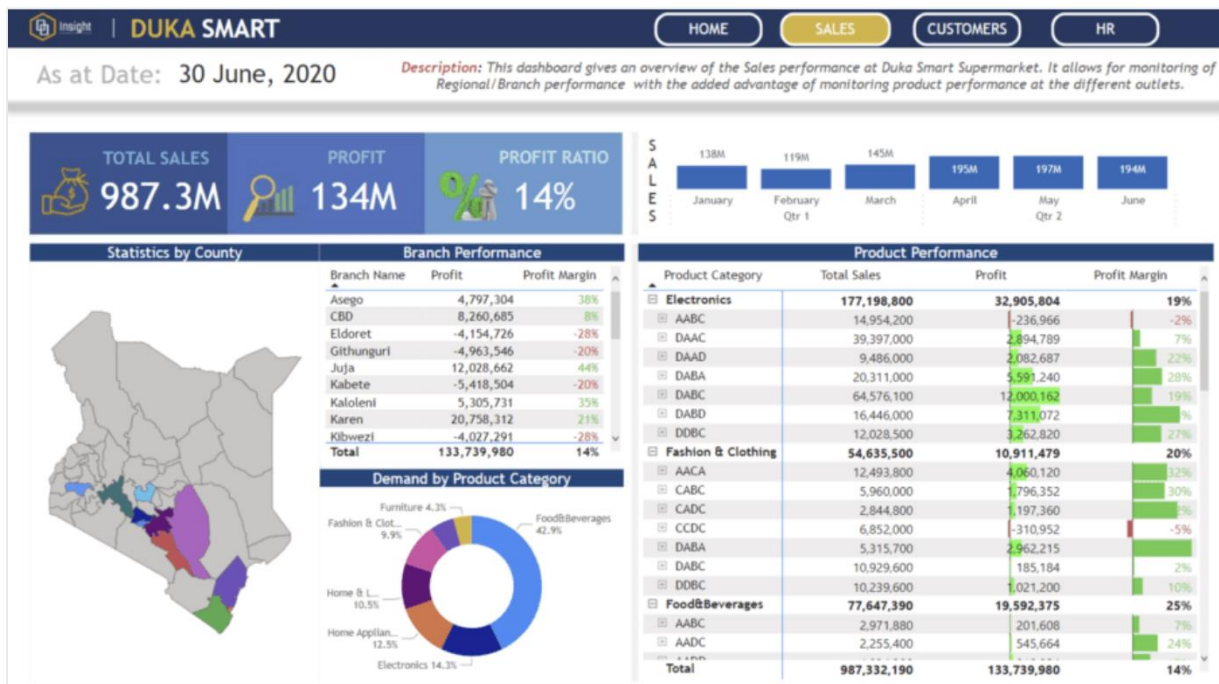 Insight | DUKA SMART
HOME SALES CUSTOMERS HR
As at Date: 30 June, 2020
Description: This dashboard gives an overview of the Sales performance at Duka Smart Supermarket. It allows for monitoring of
Regional/Branch performance with the added advantage of monitoring product performance at the different outlets.
TOTAL SALES
987.3M
PROFIT
134M
PROFIT RATIO
14%
SALES
138M 119M 145M 195M 197M 194M
January February March April May June
Qtr 1 Qtr 2
Statistics by County
Branch Performance
Branch Name Profit Profit Margin
Asego 4,797,304 38%
CBD 8,260,685 8%
Eldoret -4,154,726 -28%
Githunguri -4,963,546 -20%
Juja 12,028,662 44%
Kabete -5,418,504 -20%
Kaloleni 5,305,731 35%
Karen 20,758,312 21%
Kibwezi -4,027,291 -28%
Total 133,739,980 14%
Demand by Product Category
Furniture 4.3%
Fashion & Clot...
9.9%
Home & L...
10.5%
Home Applian...
12.5%
Electronics 14.3%
Food&Beverages
42.9%
Product Performance
Product Category Total Sales Profit Profit Margin
Electronics 177,198,800 32,905,804 19%
AABC 14,954,200 -236,966 -2%
DAAC 39,397,000 2,894,789 7%
DAAD 9,486,000 2,082,687 22%
DABA 20,311,000 5,591,240 28%
DABC 64,576,100 12,000,162 19%
DABD 16,446,000 7,311,072 %
DDBC 12,028,500 3,262,820 27%
Fashion & Clothing 54,635,500 10,911,479 20%
AACA 12,493,800 4,060,120 32%
CABC 5,960,000 1,796,352 30%
CADC 2,844,800 1,197,360
CCDC 6,852,000 -310,952 -5%
DABA 5,315,700 2,962,215
DABC 10,929,600 185,184 2%
DDBC 10,239,600 1,021,200 10%
Food&Beverages 77,647,390 19,592,375 25%
AABC 2,971,880 201,608 7%
AADC 2,255,400 545,664 24%
Total 987,332,190 133,739,980 14%